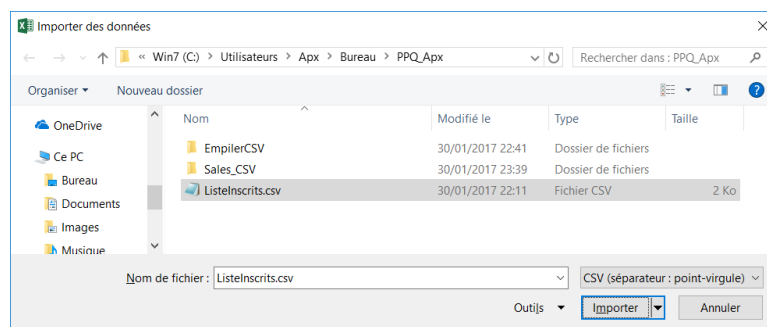 Importer des données
« Win7 (C:) > Utilisateurs > Apx > Bureau > PPQ_Apx
Rechercher dans : PPQ_Apx
Organiser
Nouveau dossier
OneDrive
Ce PC
Bureau
Documents
Images
Musique
Nom
Modifié le
Type
Taille
EmpilerCSV
30/01/2017 22:41
Dossier de fichiers
Sales_CSV
30/01/2017 23:39
Dossier de fichiers
ListeInscrits.csv
30/01/2017 22:11
Fichier CSV
2 Ko
Nom de fichier :
ListeInscrits.csv
CSV (séparateur : point-virgule)
Outils
Importer
Annuler